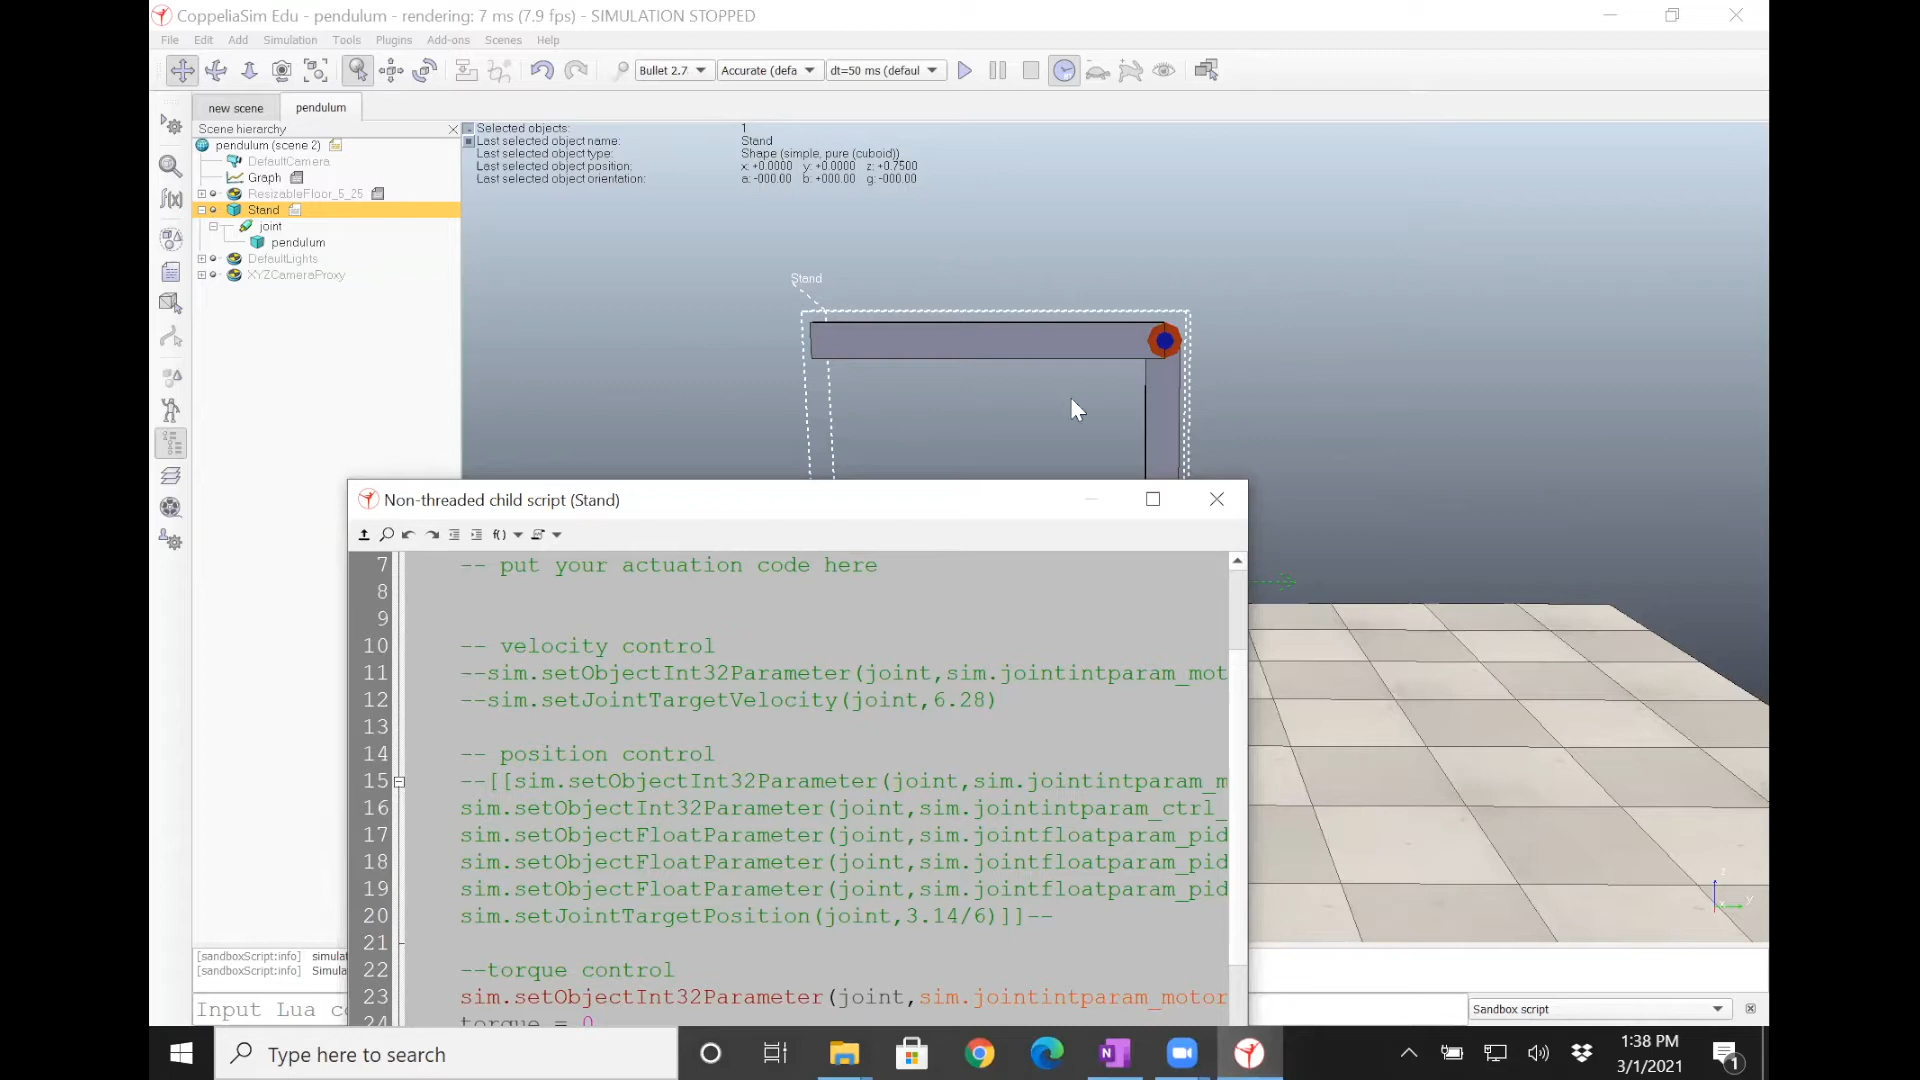 CoppeliaSim Edu - pendulum - rendering: 7 ms (7.9 fps) - SIMULATION STOPPED
File Edit Add Simulation Tools Plugins Add-ons Scenes Help
Bullet 2.7 Accurate (defa dt=50 ms (defaul
new scene pendulum
Scene hierarchy
pendulum (scene 2)
DefaultCamera
Graph
ResizableFloor_5_25
Stand
joint
pendulum
DefaultLights
XYZCameraProxy
Selected objects: 1
Last selected object name: Stand
Last selected object type: Shape (simple, pure (cuboid))
Last selected object position: x: +0.0000 y: +0.0000 z: +0.7500
Last selected object orientation: a: -000.00 b: +000.00 g: -000.00
Stand
Non-threaded child script (Stand)
f()
7 -- put your actuation code here
8
9
10 -- velocity control
11 --sim.setObjectInt32Parameter(joint,sim.jointintparam_mot
12 --sim.setJointTargetVelocity(joint,6.28)
13
14 -- position control
15 --[[sim.setObjectInt32Parameter(joint,sim.jointintparam_m
16 sim.setObjectInt32Parameter(joint,sim.jointintparam_ctrl_
17 sim.setObjectFloatParameter(joint,sim.jointfloatparam_pid
18 sim.setObjectFloatParameter(joint,sim.jointfloatparam_pid
19 sim.setObjectFloatParameter(joint,sim.jointfloatparam_pid
20 sim.setJointTargetPosition(joint,3.14/6)]]--
21
22 --torque control
23 sim.setObjectInt32Parameter(joint,sim.jointintparam_motor
24 torque = 0
[sandboxScript:info] simulat
[sandboxScript:info] Simula
Input Lua co
Sandbox script
Type here to search
1:38 PM
3/1/2021
1